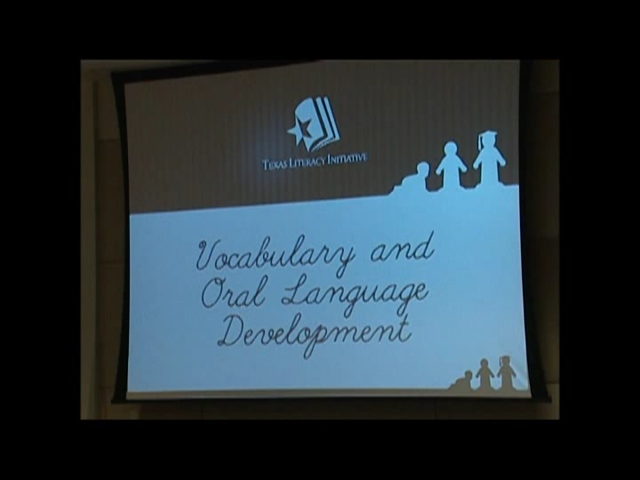 TEXAS LITERACY INITIATIVE
Vocabulary and
Oral Language
Development